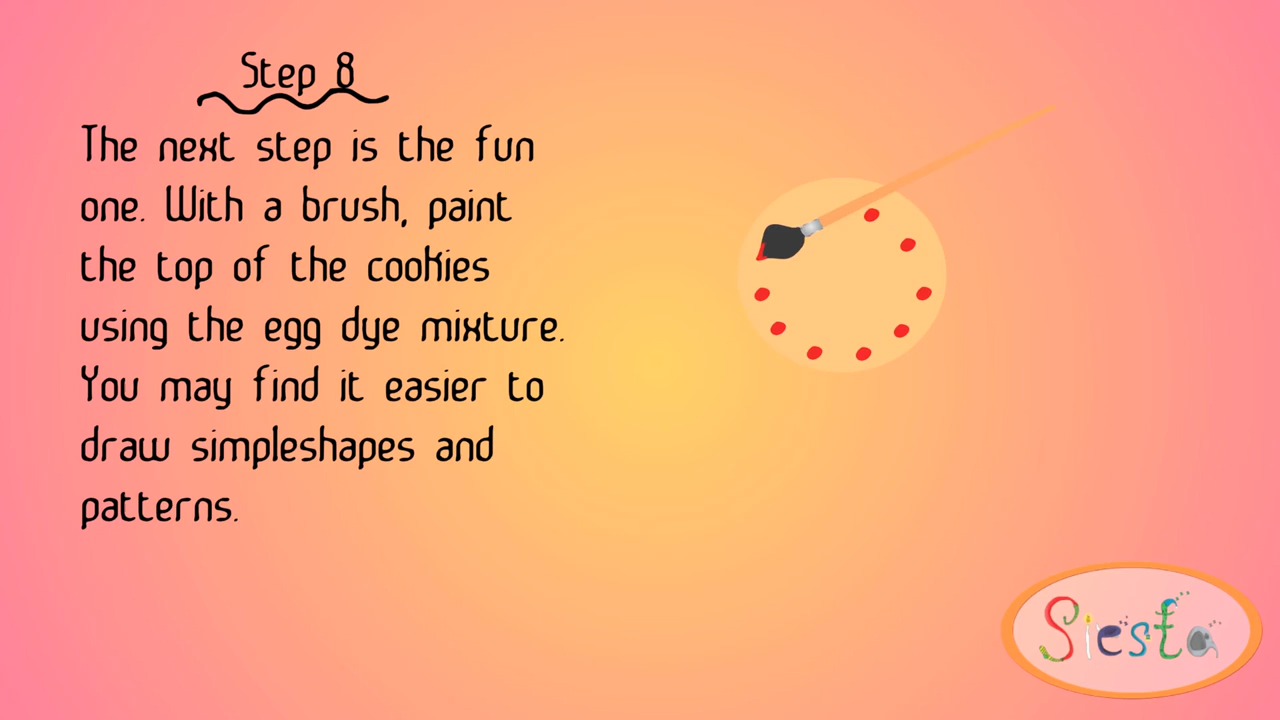 Step 8
The next step is the fun
one. With a brush, paint
the top of the cookies
using the egg dye mixture.
You may find it easier to
draw simpleshapes and
patterns.
Siesta